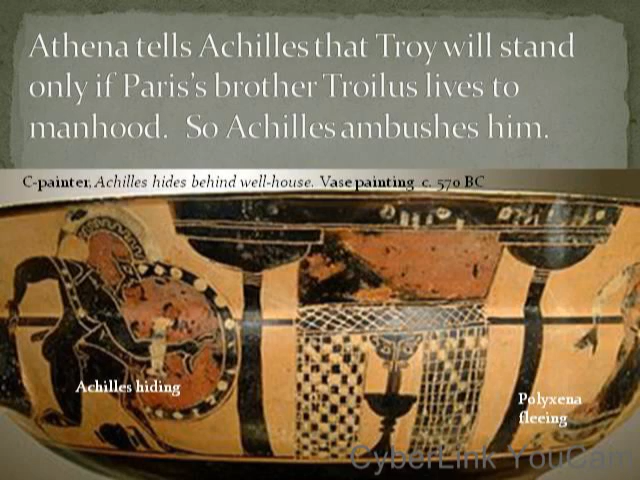 Athena tells Achilles that Troy will stand
only if Paris's brother Troilus lives to
manhood. So Achilles ambushes him.
C-painter, Achilles hides behind well-house. Vase painting c. 570 BC
Achilles hiding
Polyxena
fleeing
CyberLink YouCam